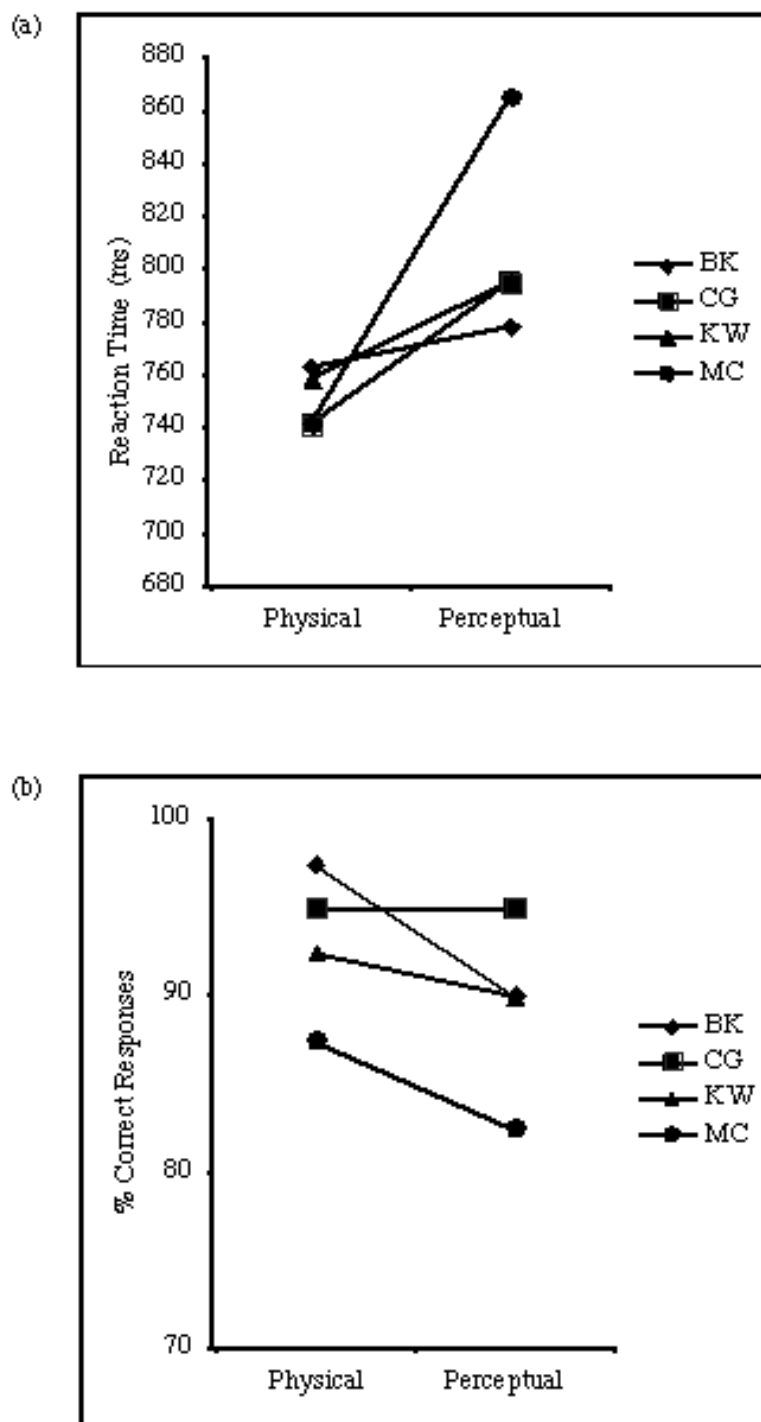 (a)
880
860
840
820
800
780
760
740
720
700
680
Reaction Time (ms)
Physical Perceptual
BK
CG
KW
MC
(b)
100
90
80
70
% Correct Responses
Physical Perceptual
BK
CG
KW
MC